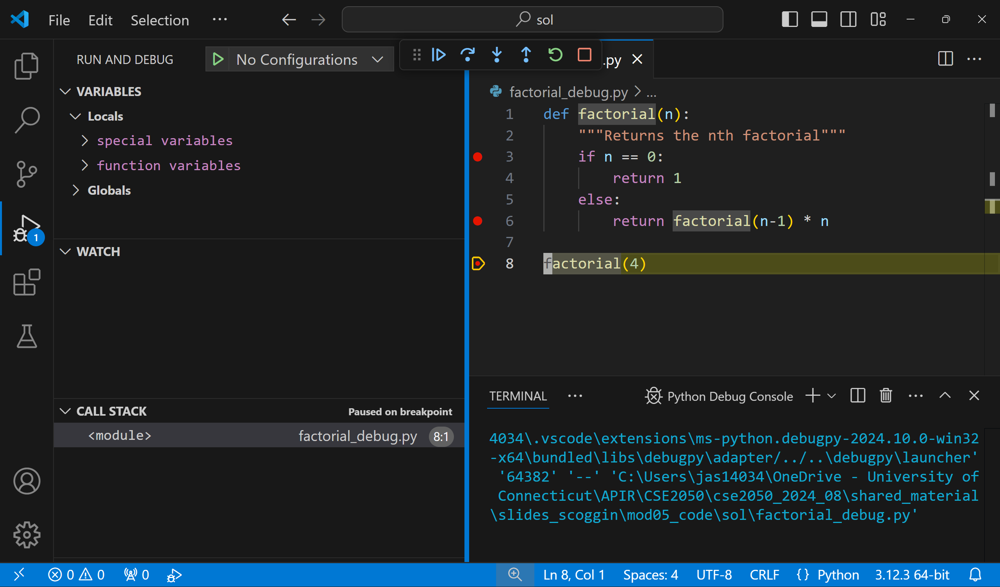 File Edit Selection ··· sol
RUN AND DEBUG No Configurations .py
VARIABLES
Locals
special variables
function variables
Globals
WATCH
CALL STACK Paused on breakpoint
<module> factorial_debug.py 8:1
factorial_debug.py > ...
1 def factorial(n):
2 """Returns the nth factorial"""
3 if n == 0:
4 return 1
5 else:
6 return factorial(n-1) * n
7
8 factorial(4)
1
TERMINAL ··· Python Debug Console
4034\.vscode\extensions\ms-python.debugpy-2024.10.0-win32
-x64\bundled\libs\debugpy\adapter/../..\debugpy\launcher'
'64382' '--' 'C:\Users\jas14034\OneDrive - University of
Connecticut\APIR\CSE2050\cse2050_2024_08\shared_material
\slides_scoggin\mod05_code\sol\factorial_debug.py'
0 0 0 Ln 8, Col 1 Spaces: 4 UTF-8 CRLF {} Python 3.12.3 64-bit